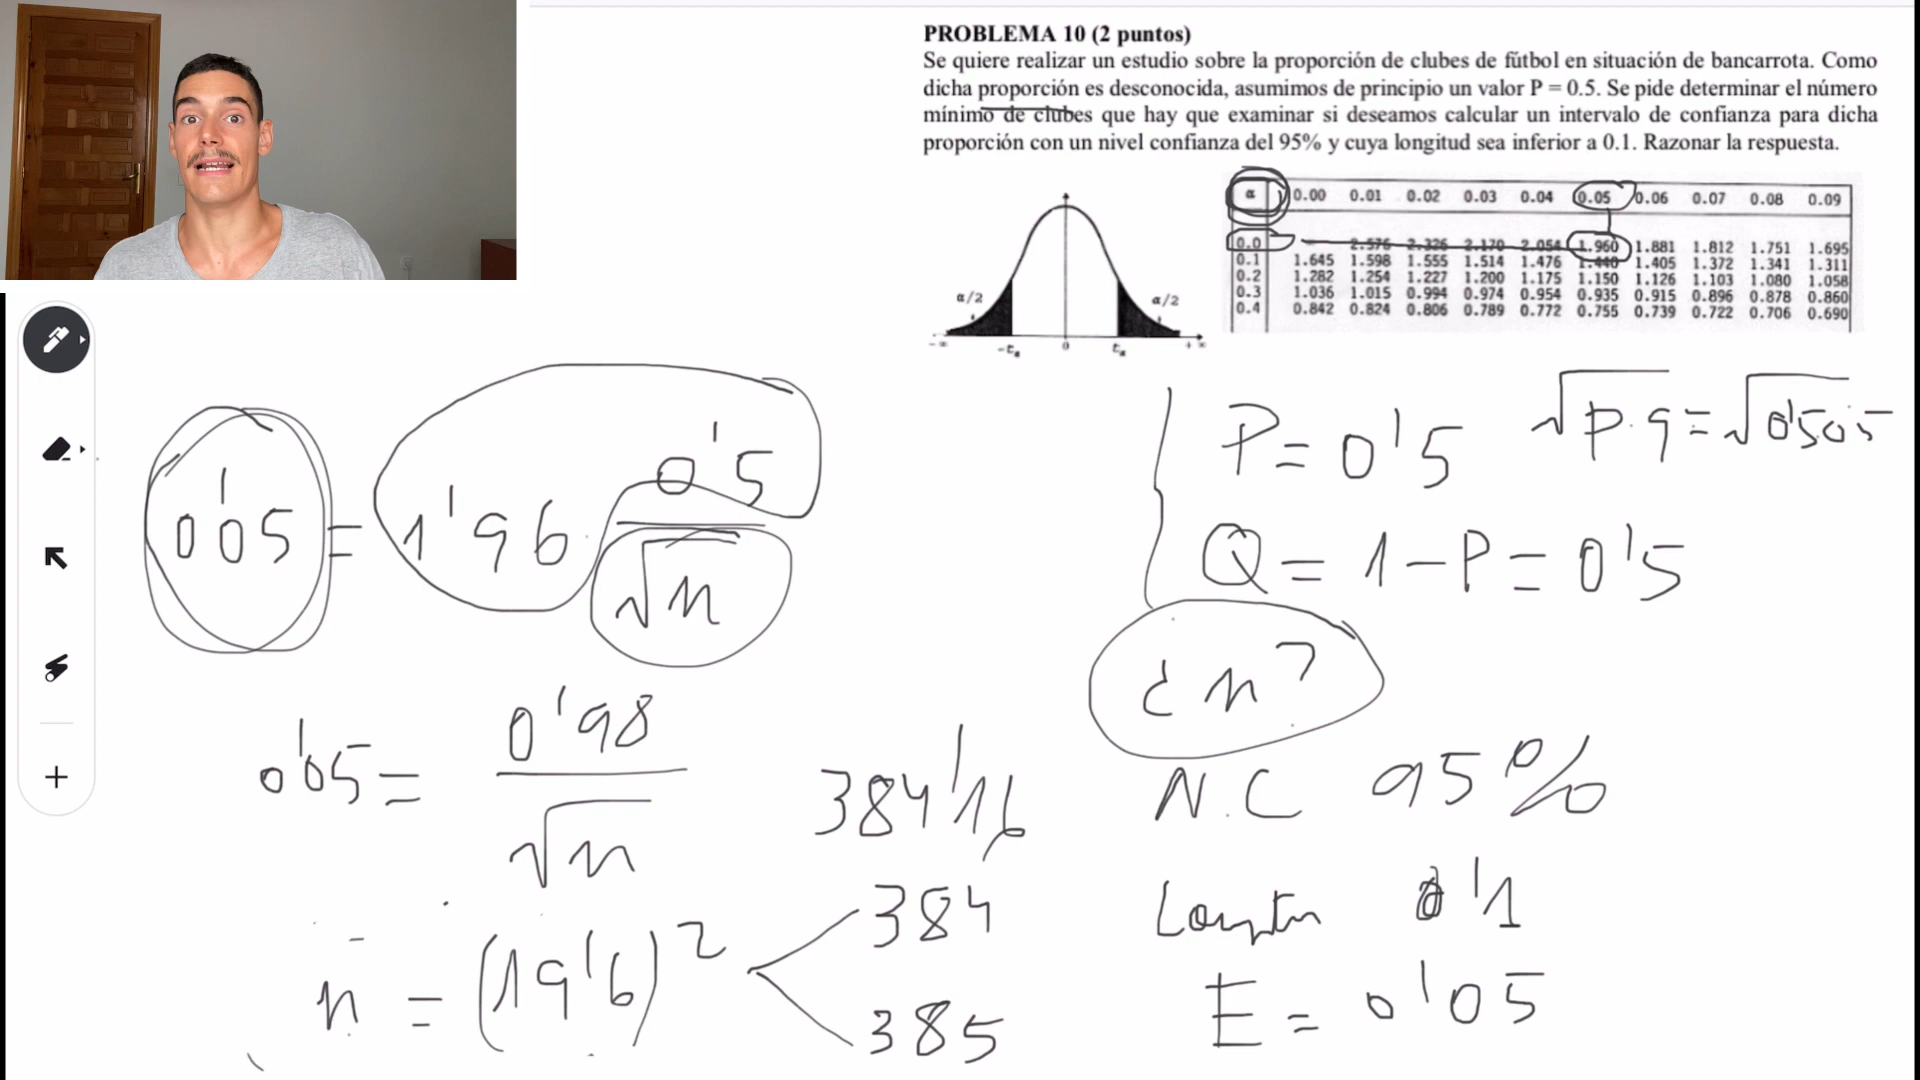 PROBLEMA 10 (2 puntos)
Se quiere realizar un estudio sobre la proporción de clubes de fútbol en situación de bancarrota. Como
dicha proporción es desconocida, asumimos de principio un valor P = 0.5. Se pide determinar el número
mínimo de clubes que hay que examinar si deseamos calcular un intervalo de confianza para dicha
proporción con un nivel confianza del 95% y cuya longitud sea inferior a 0.1. Razonar la respuesta.
α 0.00 0.01 0.02 0.03 0.04 0.05 0.06 0.07 0.08 0.09
0.0 2.576 2.326 2.170 2.054 1.960 1.881 1.812 1.751 1.695
0.1 1.645 1.598 1.555 1.514 1.476 1.440 1.405 1.372 1.341 1.311
0.2 1.282 1.254 1.227 1.200 1.175 1.150 1.126 1.103 1.080 1.058
0.3 1.036 1.015 0.994 0.974 0.954 0.935 0.915 0.896 0.878 0.860
0.4 0.842 0.824 0.806 0.789 0.772 0.755 0.739 0.722 0.706 0.690
α/2 α/2
-∞ -tα 0 tα +∞
0'05 = 1'96 · 0'5 / √n
0'05 = 0'98 / √n
n = (19'6)²
384'16
384
385
P = 0'5
√P·q = √0'5·0'5
Q = 1 - P = 0'5
¿n?
N.C 95%
0'1
E = 0'05